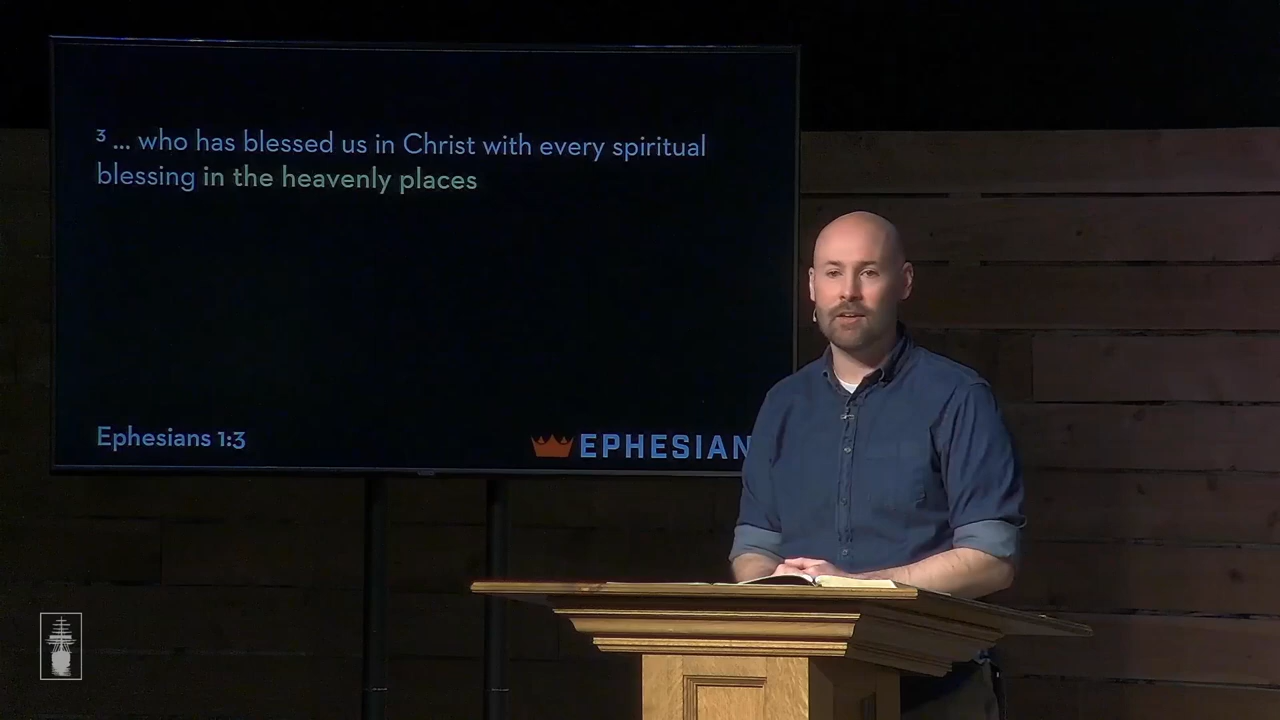 ³ ... who has blessed us in Christ with every spiritual
blessing in the heavenly places
Ephesians 1:3
EPHESIAN